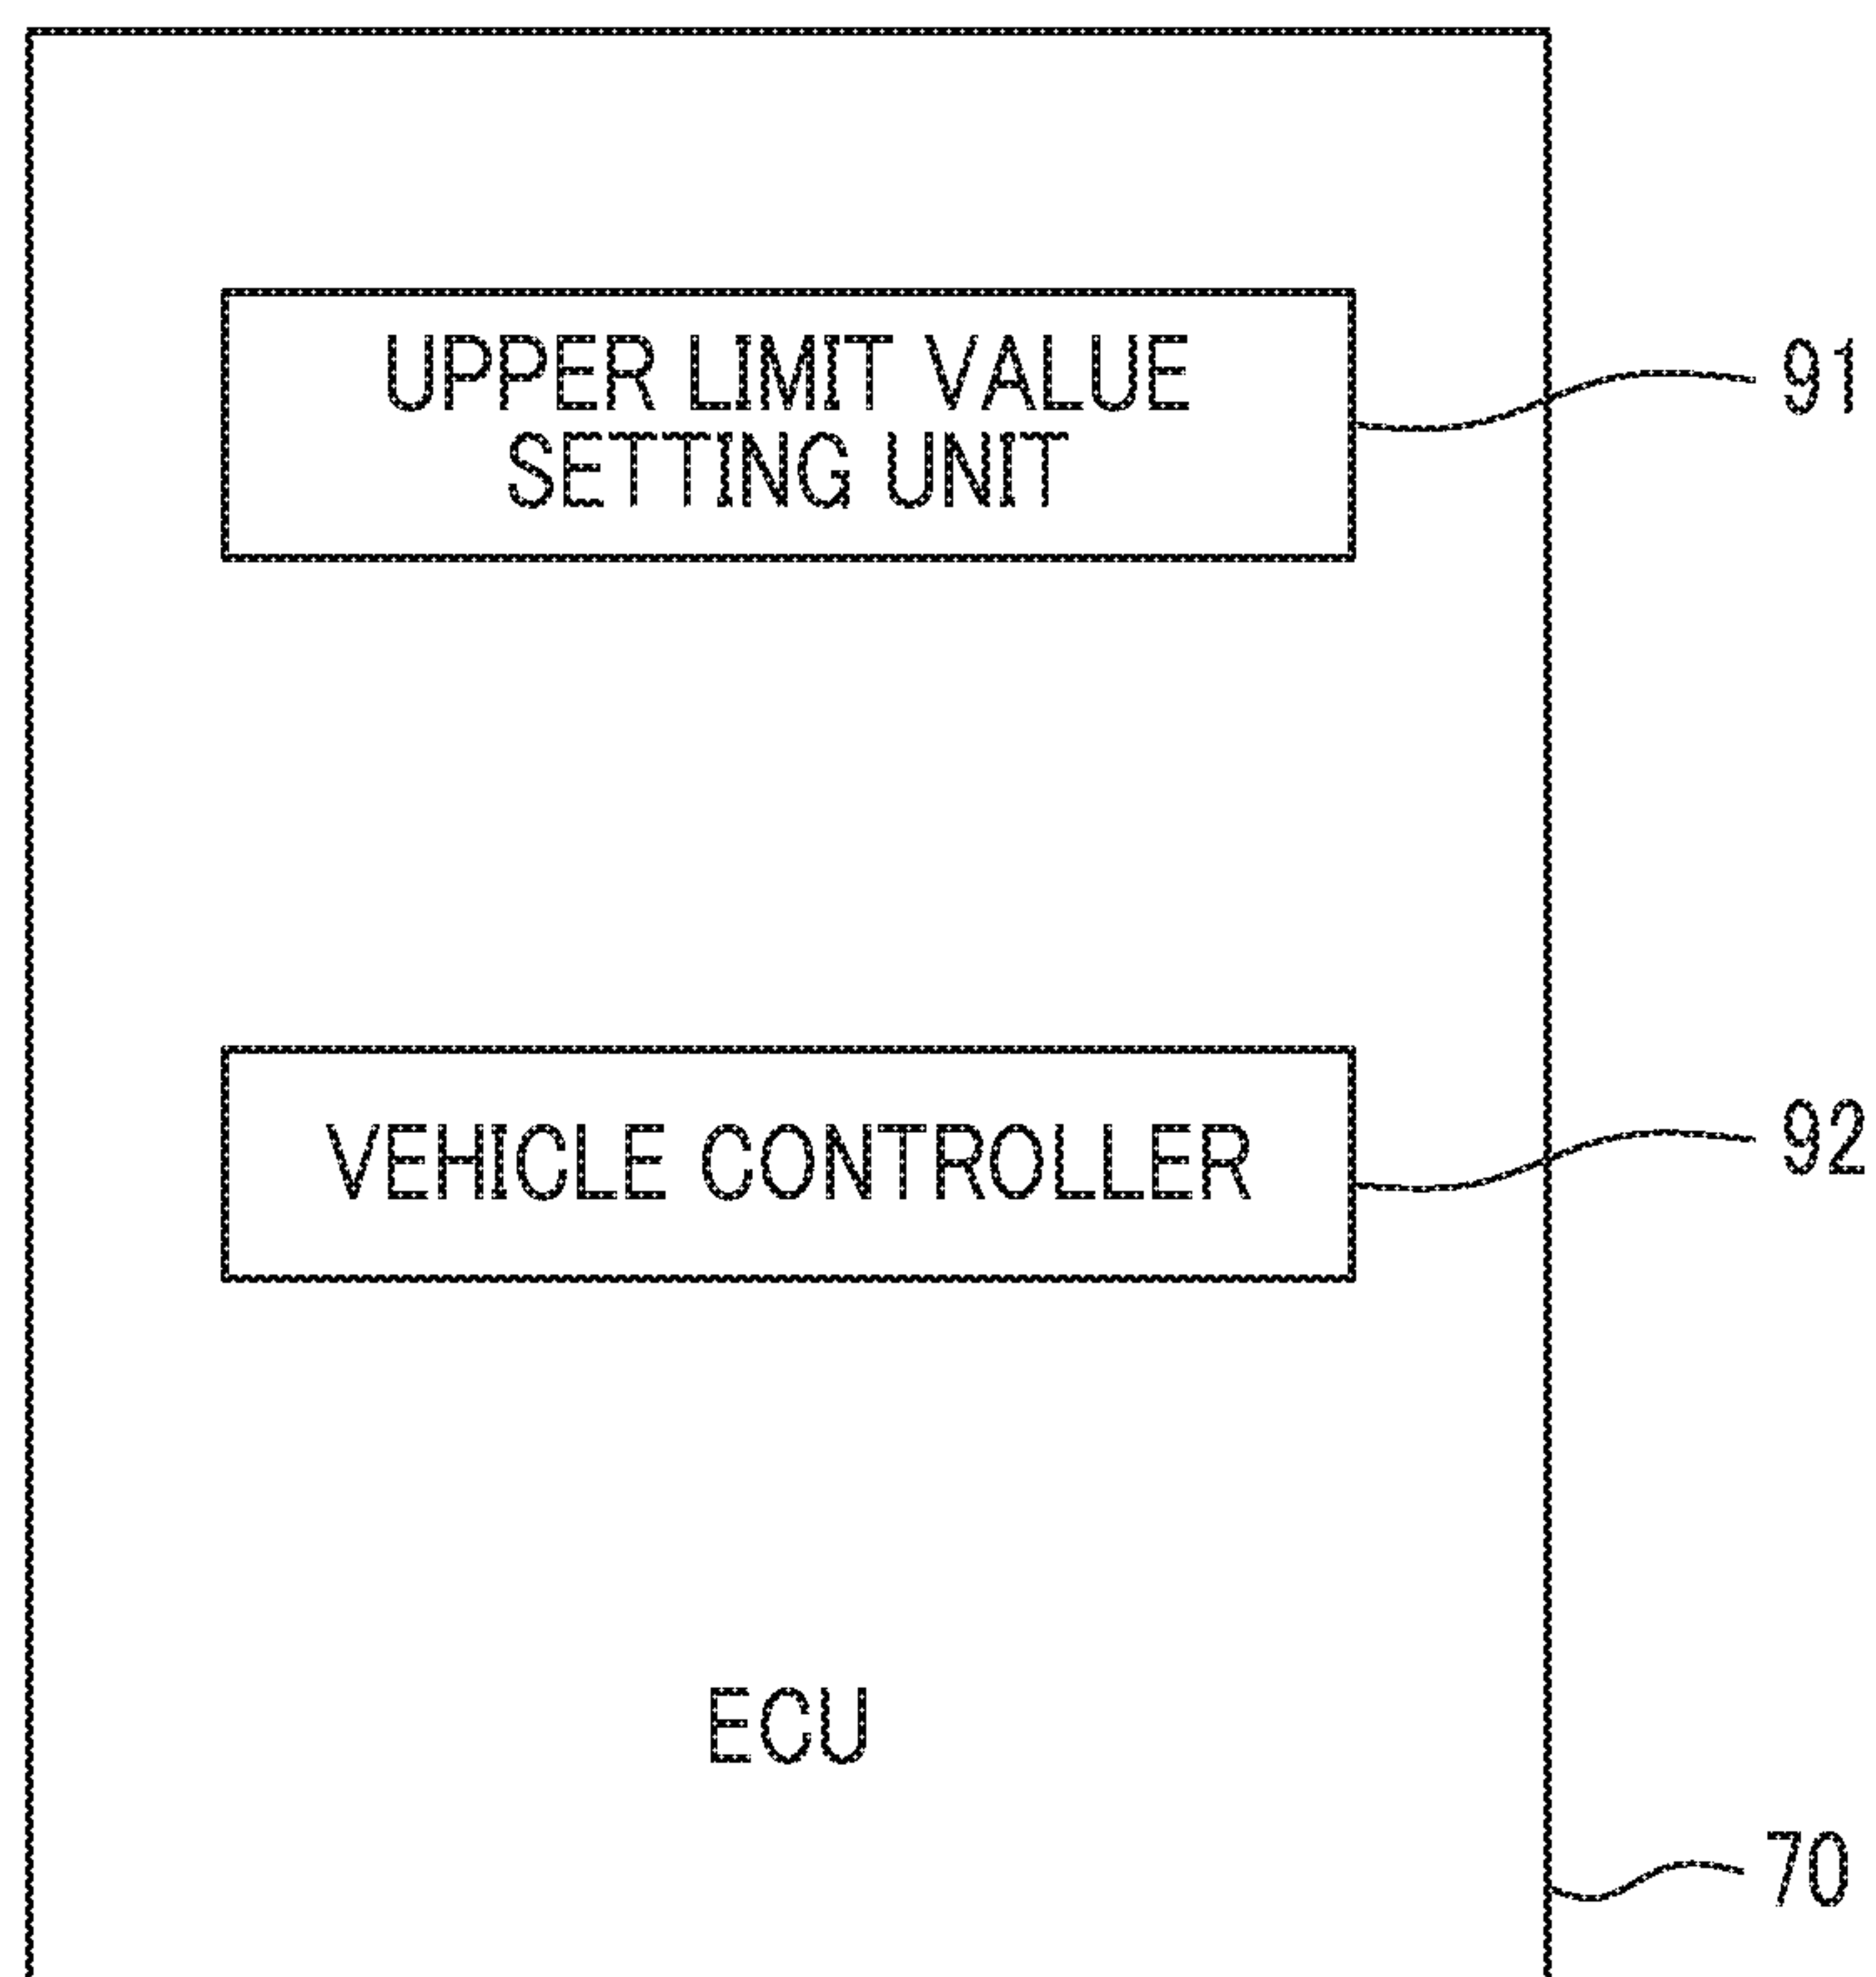 UPPER LIMIT VALUE
SETTING UNIT
91
VEHICLE CONTROLLER
92
ECU
70